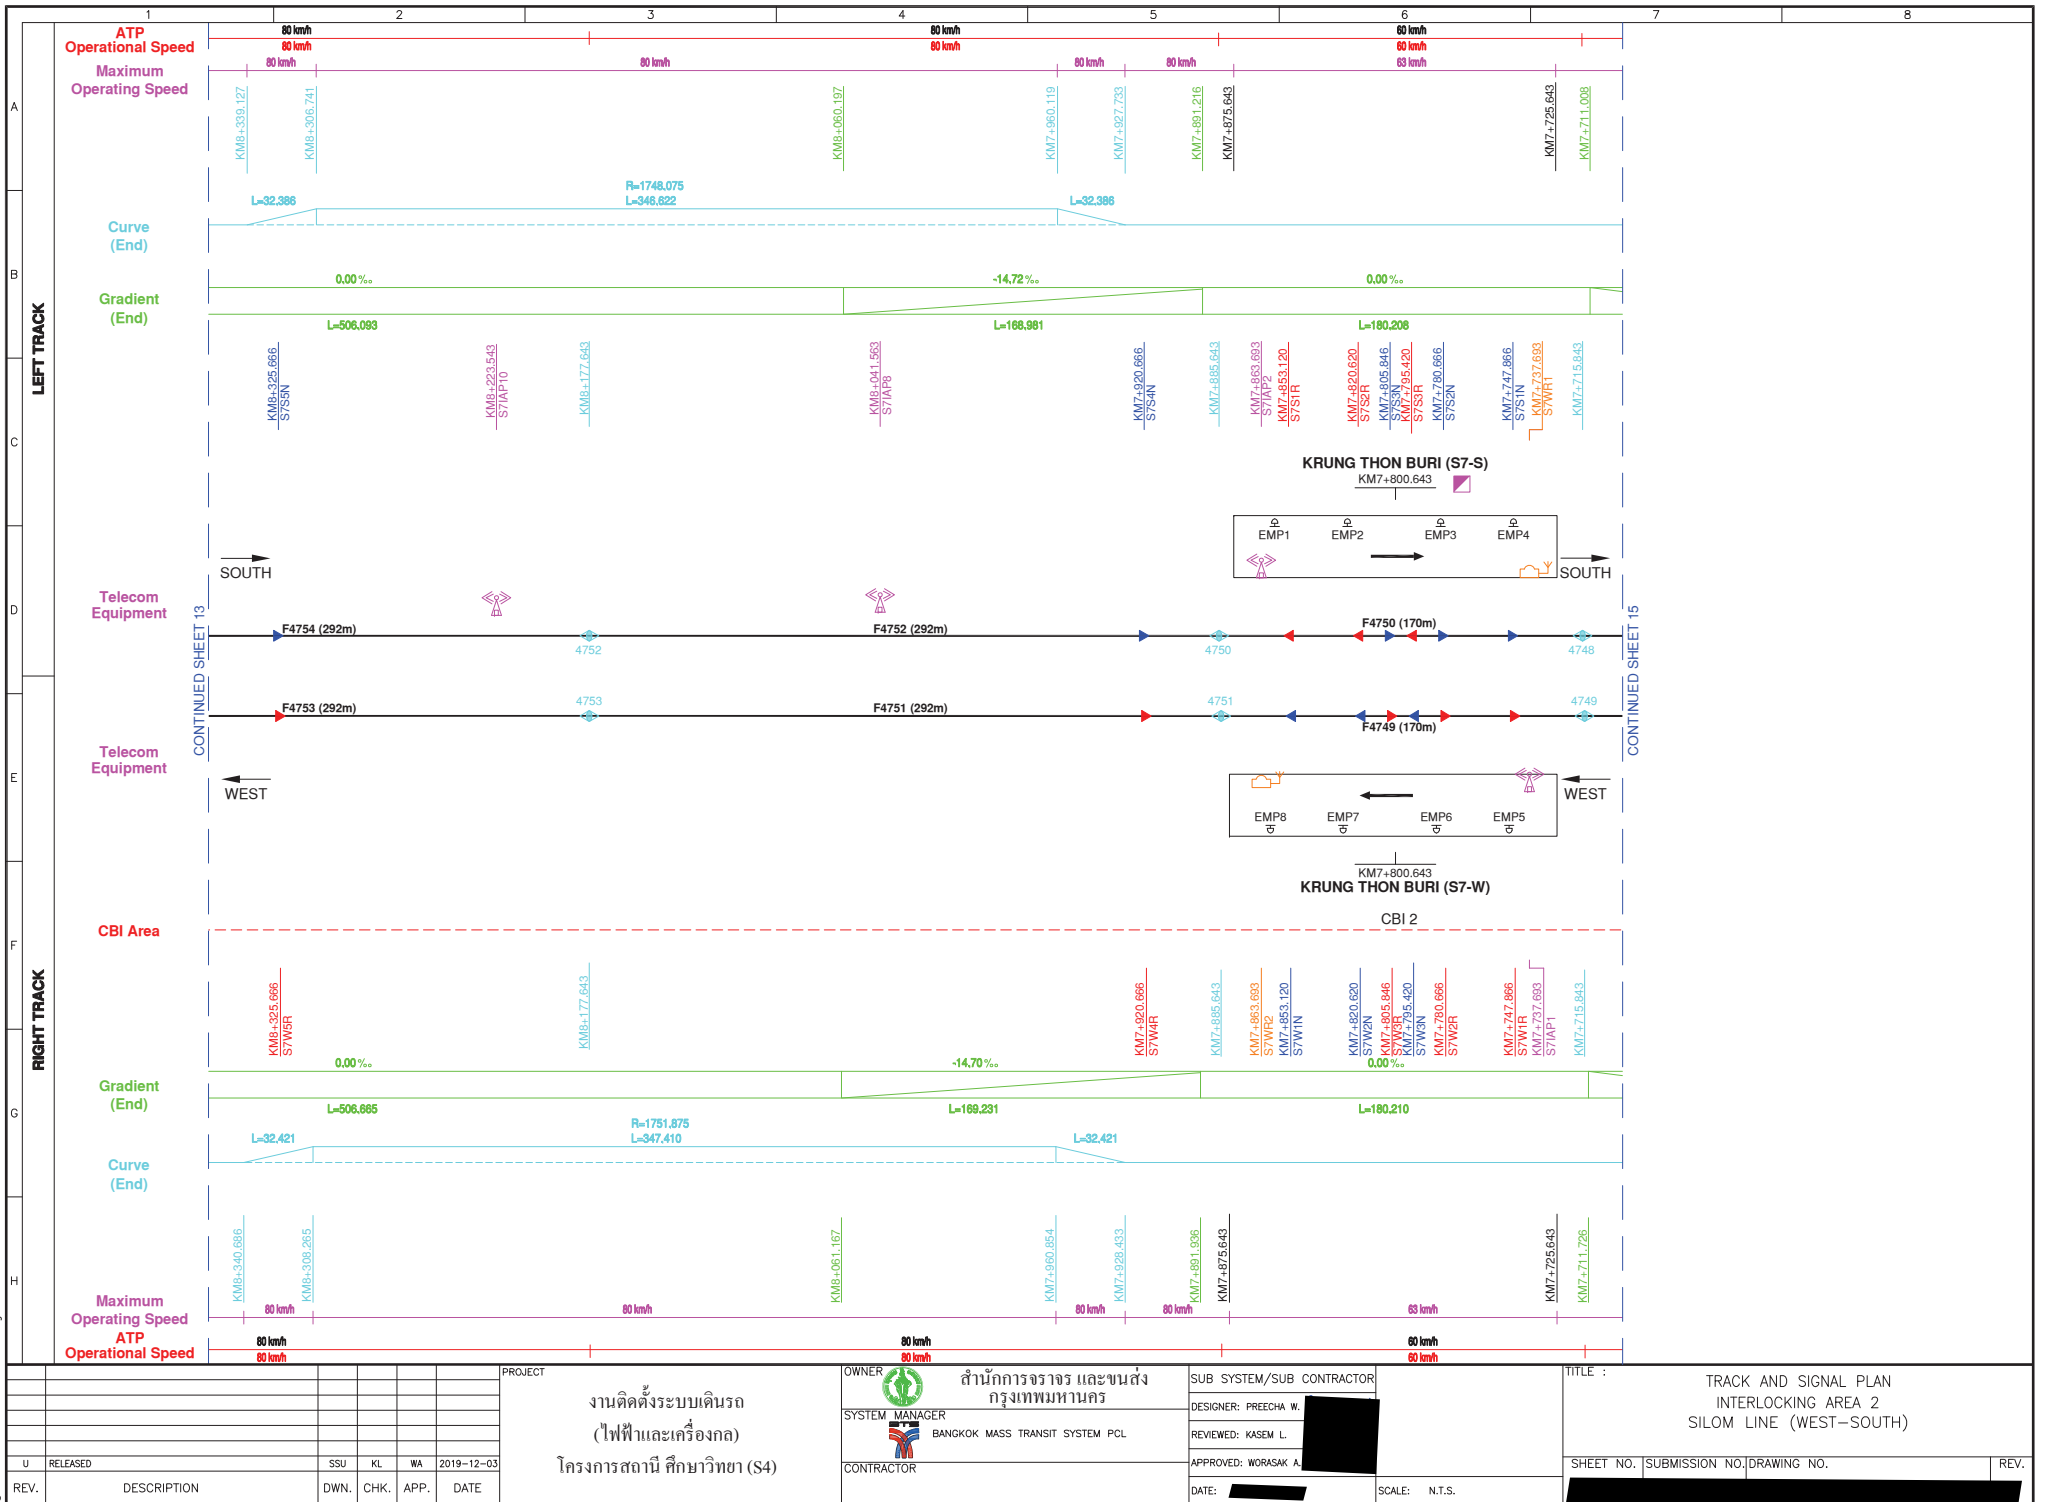 1 2 3 4 5 6 7 8
ATP
Operational Speed
80 km/h 80 km/h 60 km/h
80 km/h 80 km/h 60 km/h
Maximum
Operating Speed
80 km/h 80 km/h 80 km/h 80 km/h 63 km/h
A
KM8+339.127
KM8+306.741
KM8+060.197
KM7+960.119
KM7+927.733
KM7+891.216
KM7+875.643
KM7+725.643
KM7+711.008
R=1748.075
L=32.386 L=346.622 L=32.386
Curve
(End)
B
0.00 ‰ -14.72 ‰ 0.00 ‰
Gradient
(End)
L=506.093 L=168.981 L=180.208
LEFT TRACK
KM8+325.666
S7S5N
KM8+223.543
S7IAP10
KM8+177.643
KM8+041.563
S7IAP8
KM7+920.666
S7S4N
KM7+885.643
KM7+863.693
S7IAP2
KM7+853.120
S7S1R
KM7+820.620
S7S2R
KM7+805.846
S7S3N
KM7+795.420
S7S3R
KM7+780.666
S7S2N
KM7+747.866
S7S1N
KM7+737.693
S7WR1
KM7+715.843
C
KRUNG THON BURI (S7-S)
KM7+800.643
EMP1 EMP2 EMP3 EMP4
SOUTH SOUTH
D
Telecom
Equipment
CONTINUED SHEET 13
CONTINUED SHEET 15
F4754 (292m) F4752 (292m) F4750 (170m)
4752 4750 4748
4753 4751 4749
F4753 (292m) F4751 (292m) F4749 (170m)
Telecom
Equipment
E
WEST WEST
EMP8 EMP7 EMP6 EMP5
KM7+800.643
KRUNG THON BURI (S7-W)
CBI 2
CBI Area
F
RIGHT TRACK
KM8+325.666
S7W5R
KM8+177.643
KM7+920.666
S7W4R
KM7+885.643
KM7+863.693
S7WR2
KM7+853.120
S7W1N
KM7+820.620
S7W2N
KM7+805.846
S7W3R
KM7+795.420
S7W3N
KM7+780.666
S7W2R
KM7+747.866
S7W1R
KM7+737.693
S7IAP1
KM7+715.843
0.00 ‰ -14.70 ‰ 0.00 ‰
Gradient
(End)
G
L=506.665 L=169.231 L=180.210
R=1751.875
L=32.421 L=347.410 L=32.421
Curve
(End)
KM8+340.686
KM8+308.265
KM8+061.167
KM7+960.854
KM7+928.433
KM7+891.936
KM7+875.643
KM7+725.643
KM7+711.726
H
Maximum
Operating Speed
80 km/h 80 km/h 80 km/h 80 km/h 63 km/h
ATP
Operational Speed
80 km/h 80 km/h 60 km/h
80 km/h 80 km/h 60 km/h
U RELEASED SSU KL WA 2019-12-03
REV. DESCRIPTION DWN. CHK. APP. DATE
PROJECT
งานติดตั้งระบบเดินรถ
(ไฟฟ้าและเครื่องกล)
โครงการสถานี ศึกษาวิทยา (S4)
OWNER
สำนักการจราจร และขนส่ง
กรุงเทพมหานคร
SYSTEM MANAGER
BANGKOK MASS TRANSIT SYSTEM PCL
CONTRACTOR
SUB SYSTEM/SUB CONTRACTOR
DESIGNER: PREECHA W.
REVIEWED: KASEM L.
APPROVED: WORASAK A.
DATE:
SCALE: N.T.S.
TITLE :
TRACK AND SIGNAL PLAN
INTERLOCKING AREA 2
SILOM LINE (WEST-SOUTH)
SHEET NO. SUBMISSION NO. DRAWING NO. REV.